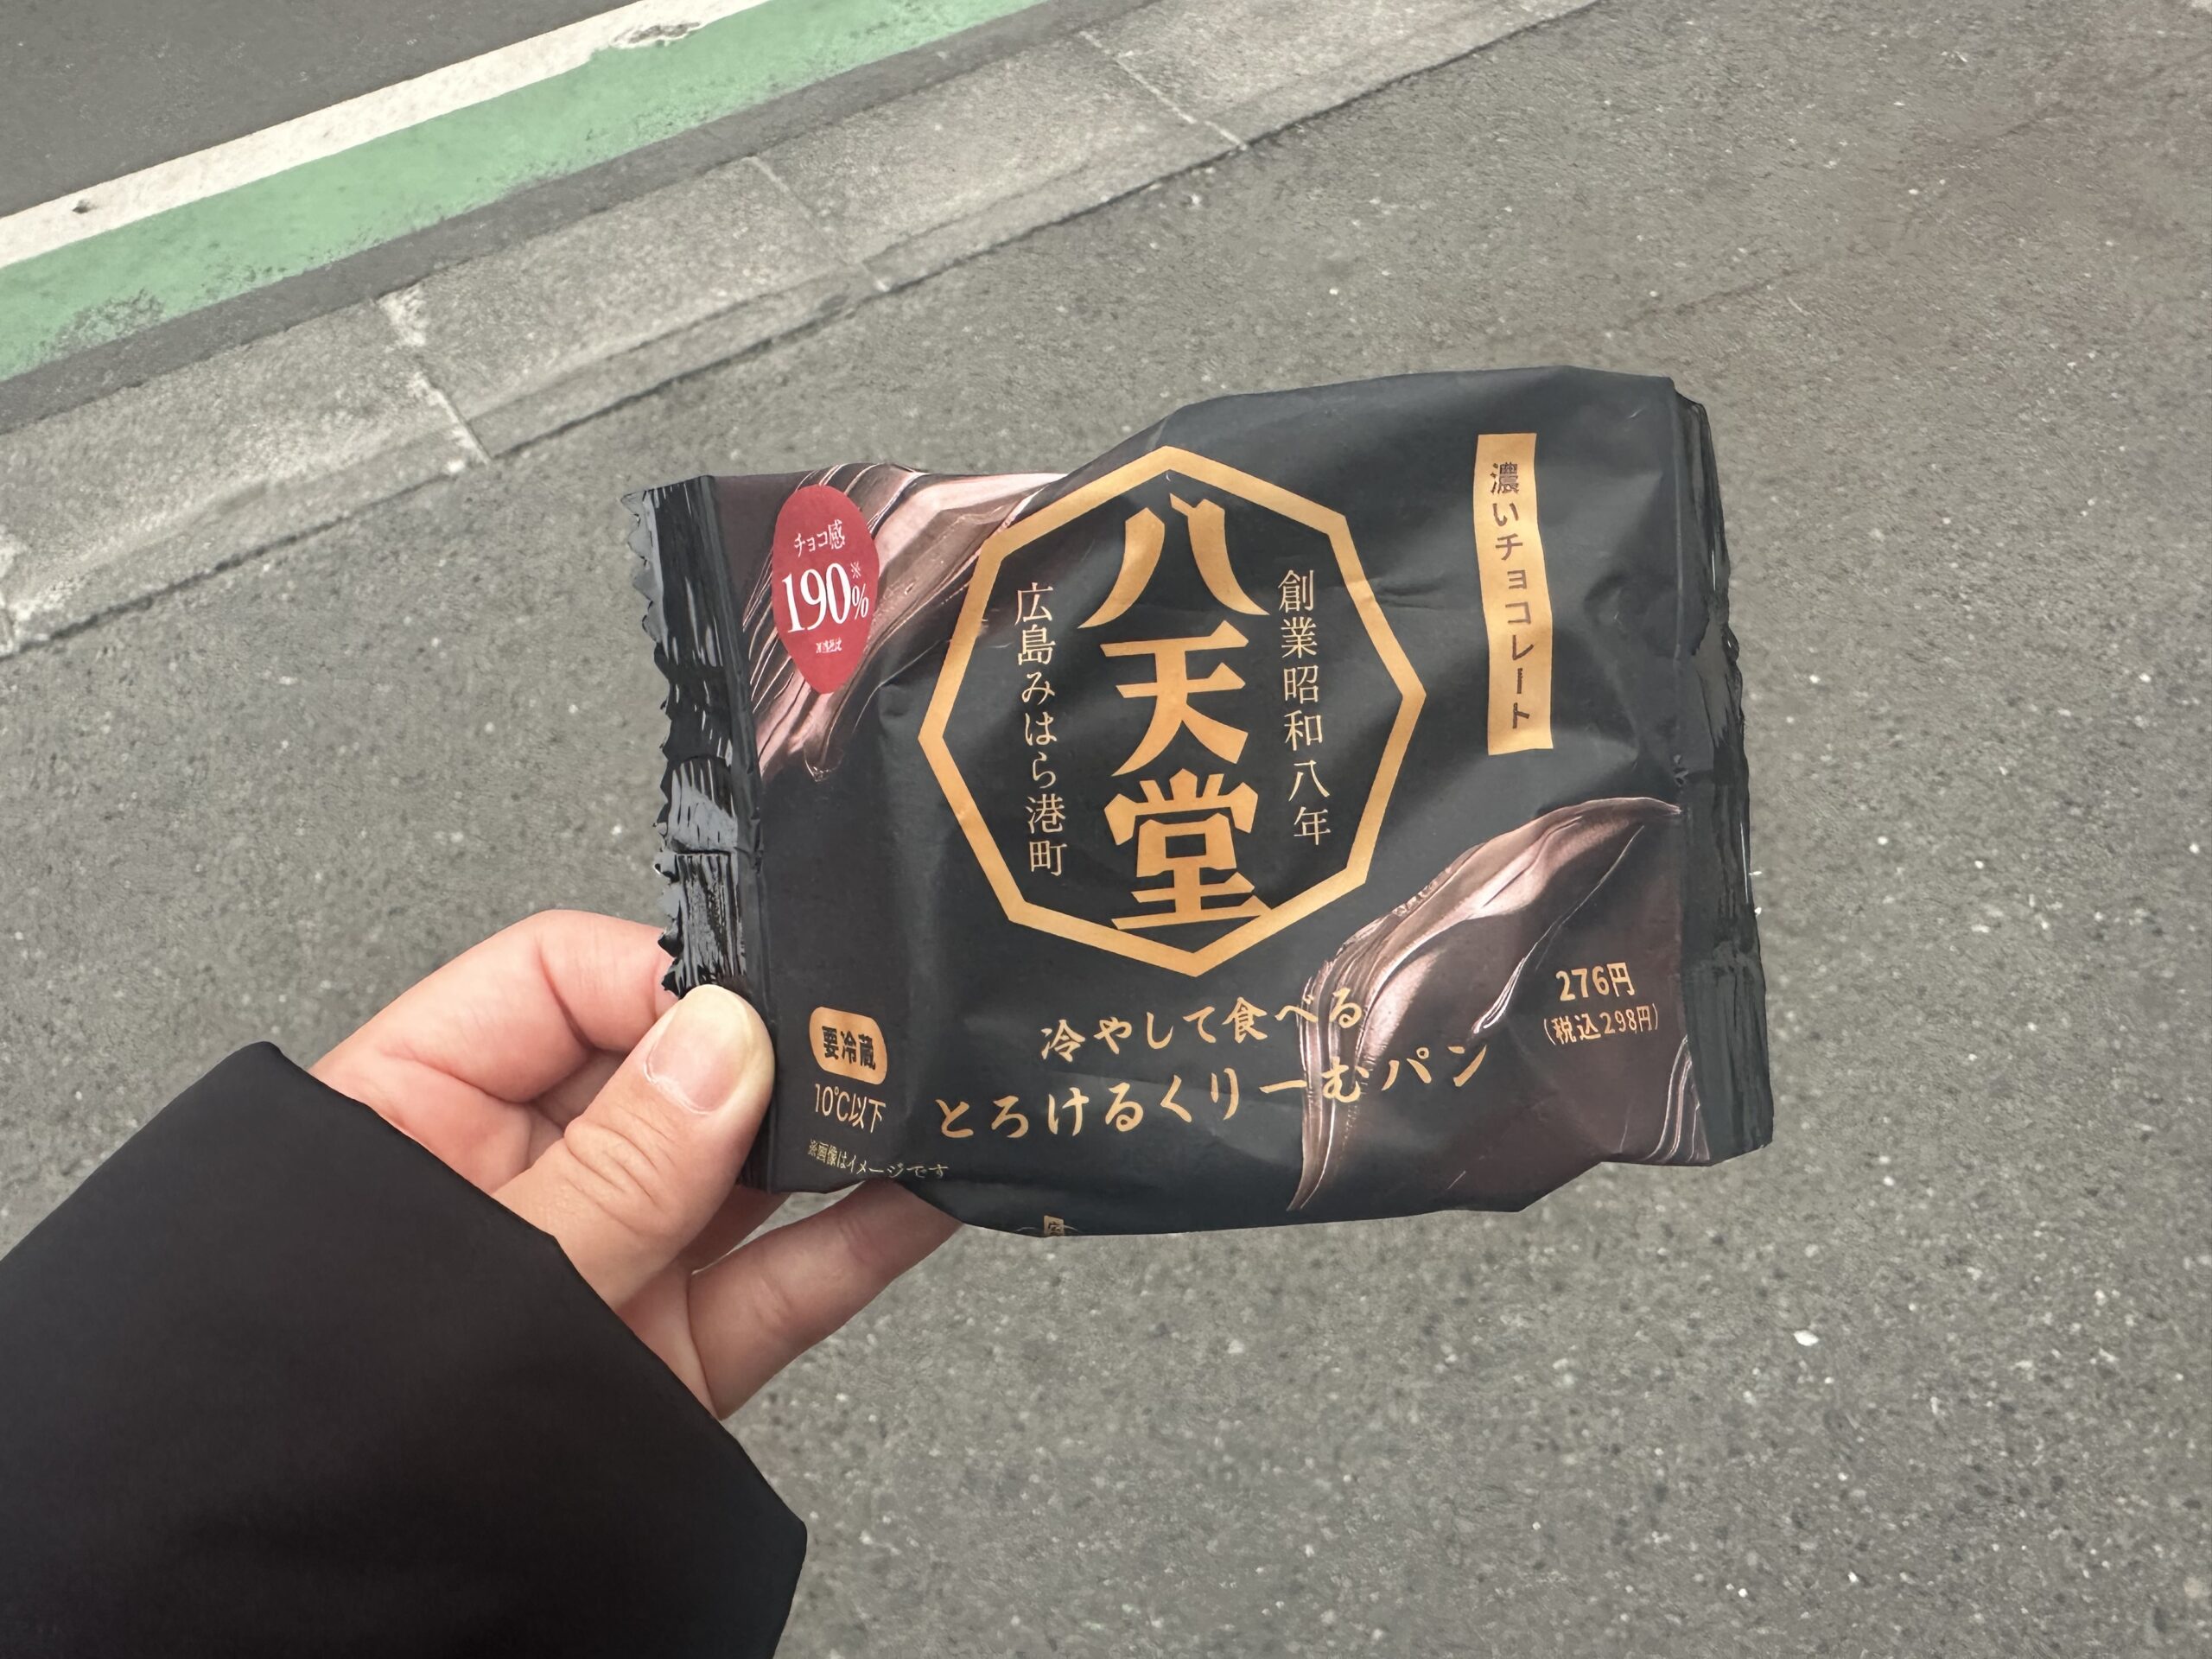 チョコ感
190※%
八天堂
創業昭和八年
広島みはら港町
濃いチョコレート
冷やして食べる
とろけるくりーむパン
276円
(税込298円)
要冷蔵
10℃以下
※画像はイメージです